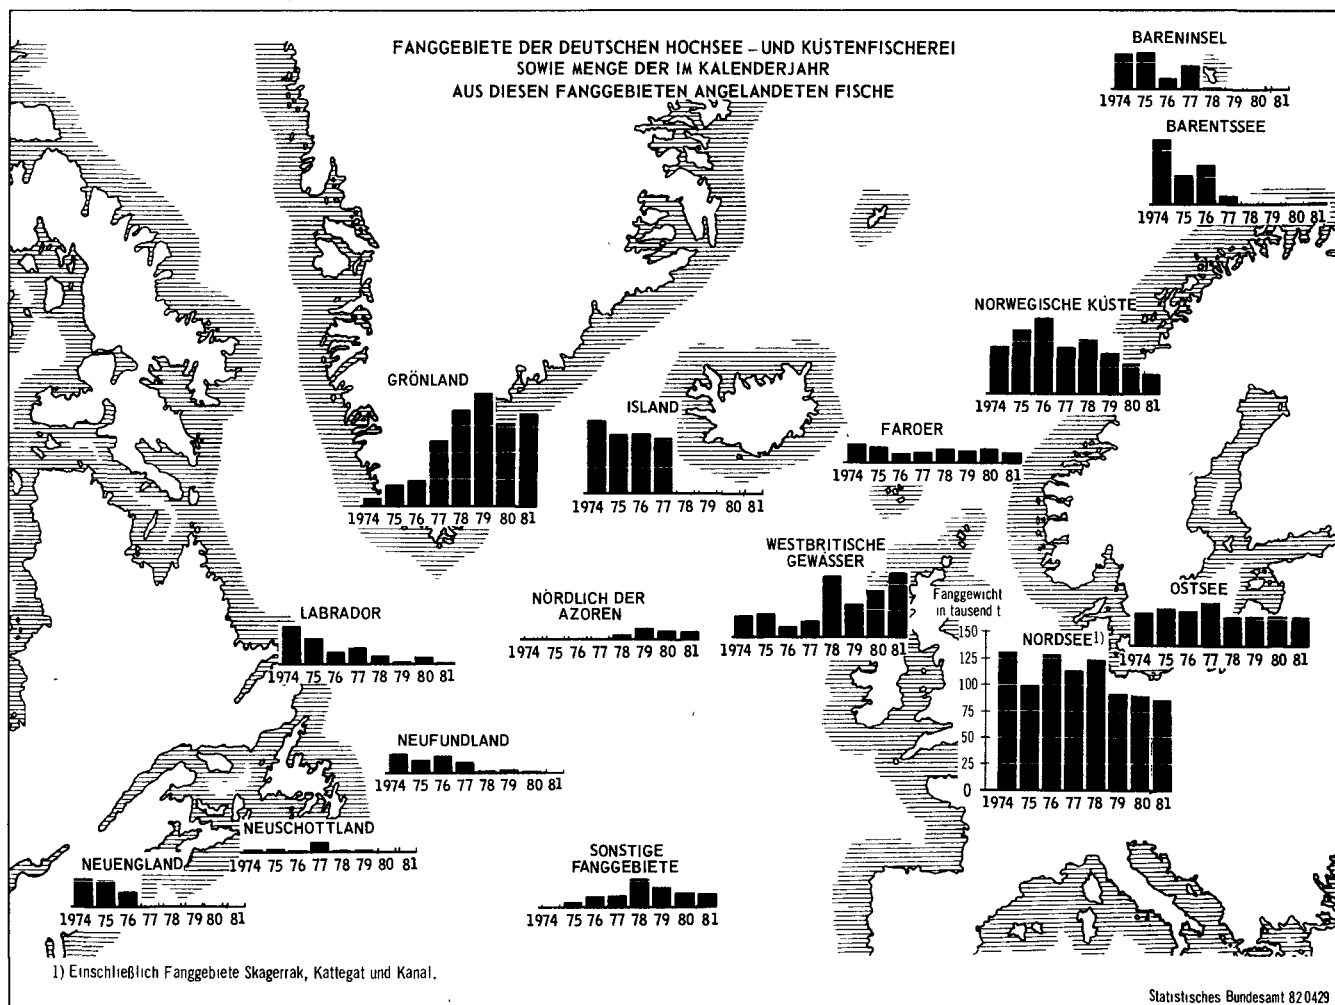 FANGGEBIETE DER DEUTSCHEN HOCHSEE – UND KÜSTENFISCHEREI
SOWIE MENGE DER IM KALENDERJAHR
AUS DIESEN FANGGEBIETEN ANGELANDETEN FISCHE
BARENINSEL
1974 75 76 77 78 79 80 81
BARENTSSEE
1974 75 76 77 78 79 80 81
NORWEGISCHE KÜSTE
1974 75 76 77 78 79 80 81
GRÖNLAND
1974 75 76 77 78 79 80 81
ISLAND
1974 75 76 77 78 79 80 81
FAROER
1974 75 76 77 78 79 80 81
WESTBRITISCHE
GEWÄSSER
1974 75 76 77 78 79 80 81
OSTSEE
1974 75 76 77 78 79 80 81
LABRADOR
1974 75 76 77 78 79 80 81
NÖRDLICH DER
AZOREN
1974 75 76 77 78 79 80 81
Fanggewicht
in tausend t
NORDSEE 1)
150
125
100
75
50
25
0
1974 75 76 77 78 79 80 81
NEUFUNDLAND
1974 75 76 77 78 79 80 81
NEUSCHOTTLAND
1974 75 76 77 78 79 80 81
NEUENGLAND
1974 75 76 77 78 79 80 81
SONSTIGE
FANGGEBIETE
1974 75 76 77 78 79 80 81
1) Einschließlich Fanggebiete Skagerrak, Kattegat und Kanal.
Statistisches Bundesamt 82 0429